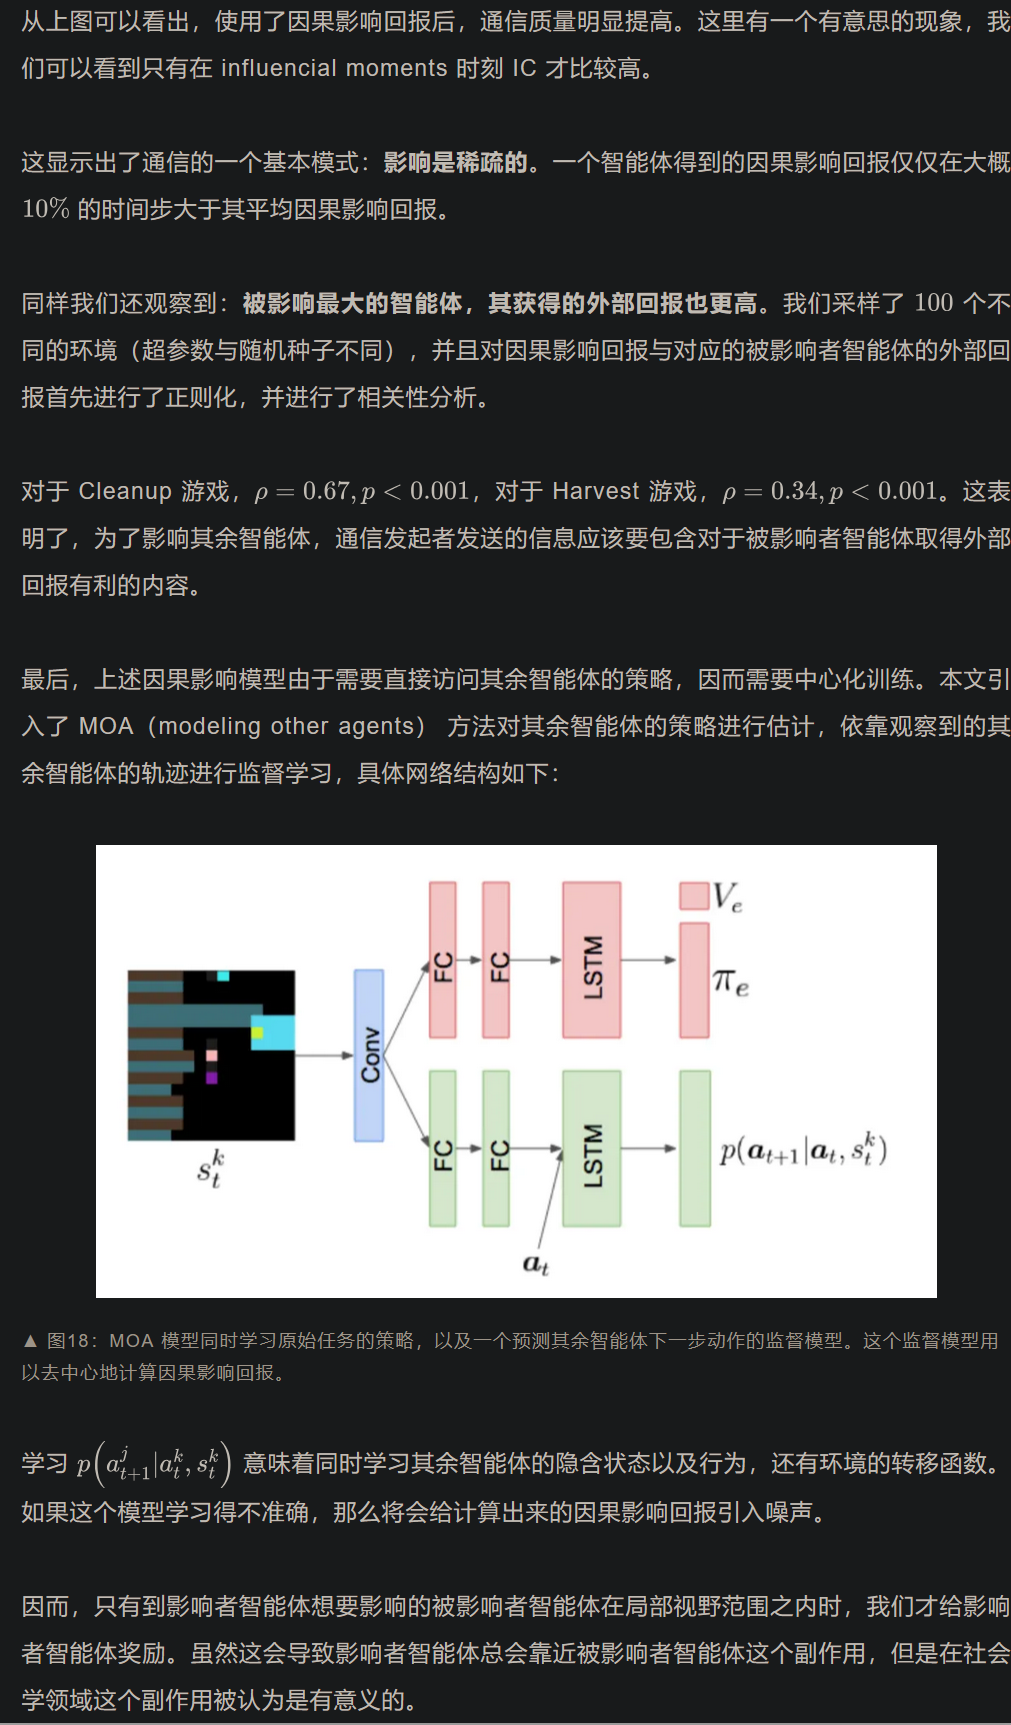 从上图可以看出，使用了因果影响回报后，通信质量明显提高。这里有一个有意思的现象，我
们可以看到只有在 influencial moments 时刻 IC 才比较高。
这显示出了通信的一个基本模式：影响是稀疏的。一个智能体得到的因果影响回报仅仅在大概
10% 的时间步大于其平均因果影响回报。
同样我们还观察到：被影响最大的智能体，其获得的外部回报也更高。我们采样了 100 个不
同的环境（超参数与随机种子不同），并且对因果影响回报与对应的被影响者智能体的外部回
报首先进行了正则化，并进行了相关性分析。
对于 Cleanup 游戏，ρ = 0.67, p < 0.001，对于 Harvest 游戏，ρ = 0.34, p < 0.001。这表
明了，为了影响其余智能体，通信发起者发送的信息应该要包含对于被影响者智能体取得外部
回报有利的内容。
最后，上述因果影响模型由于需要直接访问其余智能体的策略，因而需要中心化训练。本文引
入了 MOA（modeling other agents） 方法对其余智能体的策略进行估计，依靠观察到的其
余智能体的轨迹进行监督学习，具体网络结构如下：
s_t^k
Conv
FC
FC
LSTM
V_e
π_e
FC
FC
LSTM
p(a_{t+1}|a_t, s_t^k)
a_t
▲ 图18：MOA 模型同时学习原始任务的策略，以及一个预测其余智能体下一步动作的监督模型。这个监督模型用
以去中心地计算因果影响回报。
学习 p(a_{t+1}^j|a_t^k, s_t^k) 意味着同时学习其余智能体的隐含状态以及行为，还有环境的转移函数。
如果这个模型学习得不准确，那么将会给计算出来的因果影响回报引入噪声。
因而，只有到影响者智能体想要影响的被影响者智能体在局部视野范围之内时，我们才给影响
者智能体奖励。虽然这会导致影响者智能体总会靠近被影响者智能体这个副作用，但是在社会
学领域这个副作用被认为是有意义的。